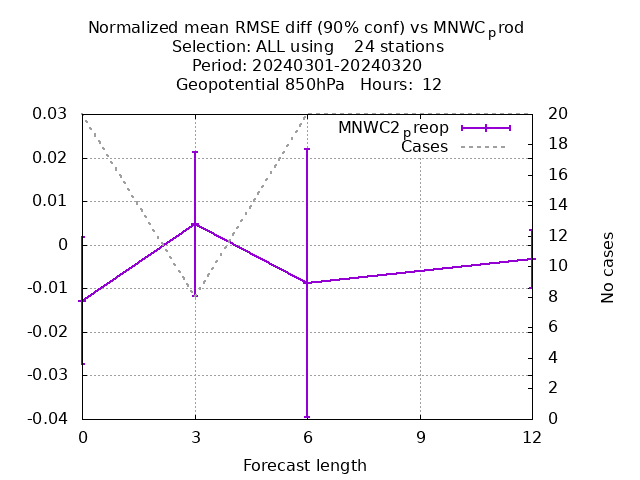 Normalized mean RMSE diff (90% conf) vs MNWCprod
Selection: ALL using    24 stations
Period: 20240301-20240320
Geopotential 850hPa   Hours: 12
MNWC2preop
Cases
0.03
0.02
0.01
0
-0.01
-0.02
-0.03
-0.04
20
18
16
14
12
10
8
6
4
2
0
No cases
0 3 6 9 12
Forecast length